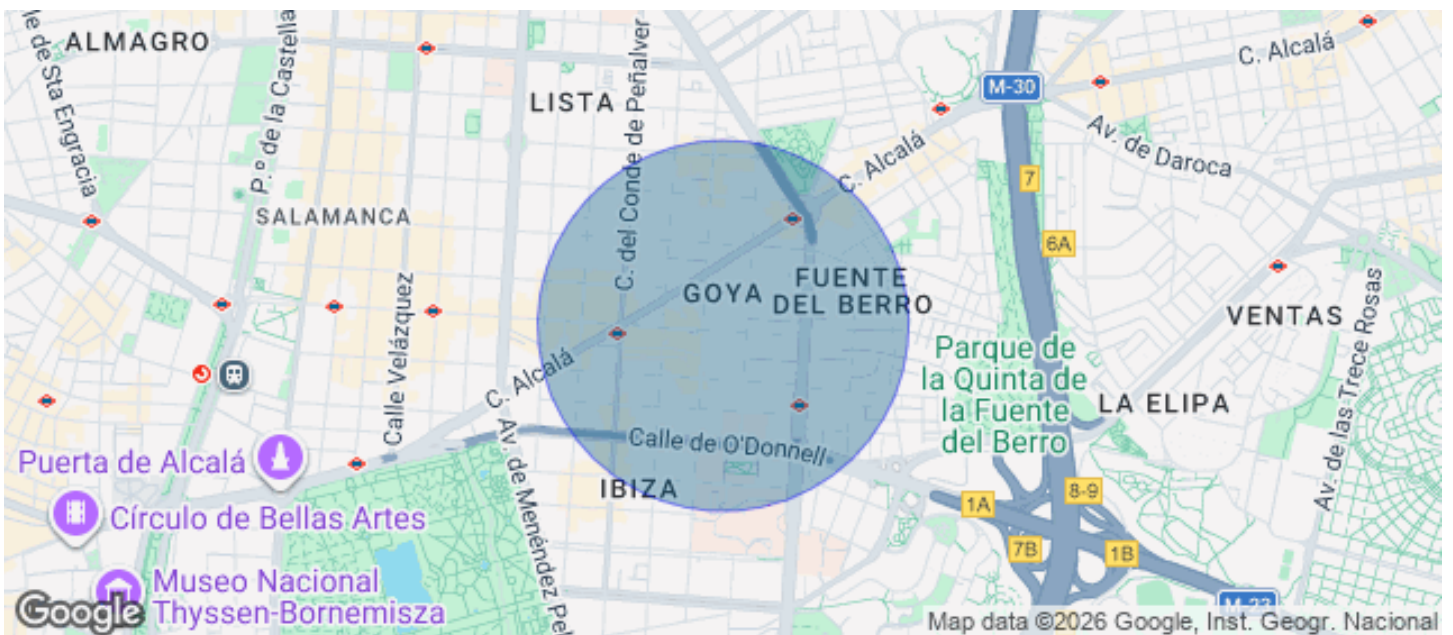 ALMAGRO
le de Sta Engracia
P.º de la Castella
LISTA
C. del Conde de Peñalver
M-30
C. Alcalá
Av. de Daroca
C. Alcalá
7
SALAMANCA
6A
Calle Velázquez
GOYA
FUENTE
DEL BERRO
VENTAS
Av. de las Trece Rosas
C. Alcalá
Parque de
la Quinta de
la Fuente
del Berro
LA ELIPA
Calle de O'Donnell
Puerta de Alcalá
Av. de Menéndez Pel
IBIZA
8-9
1A
Círculo de Bellas Artes
7B
1B
Museo Nacional
Thyssen-Bornemisza
M-23
Google
Map data ©2026 Google, Inst. Geogr. Nacional